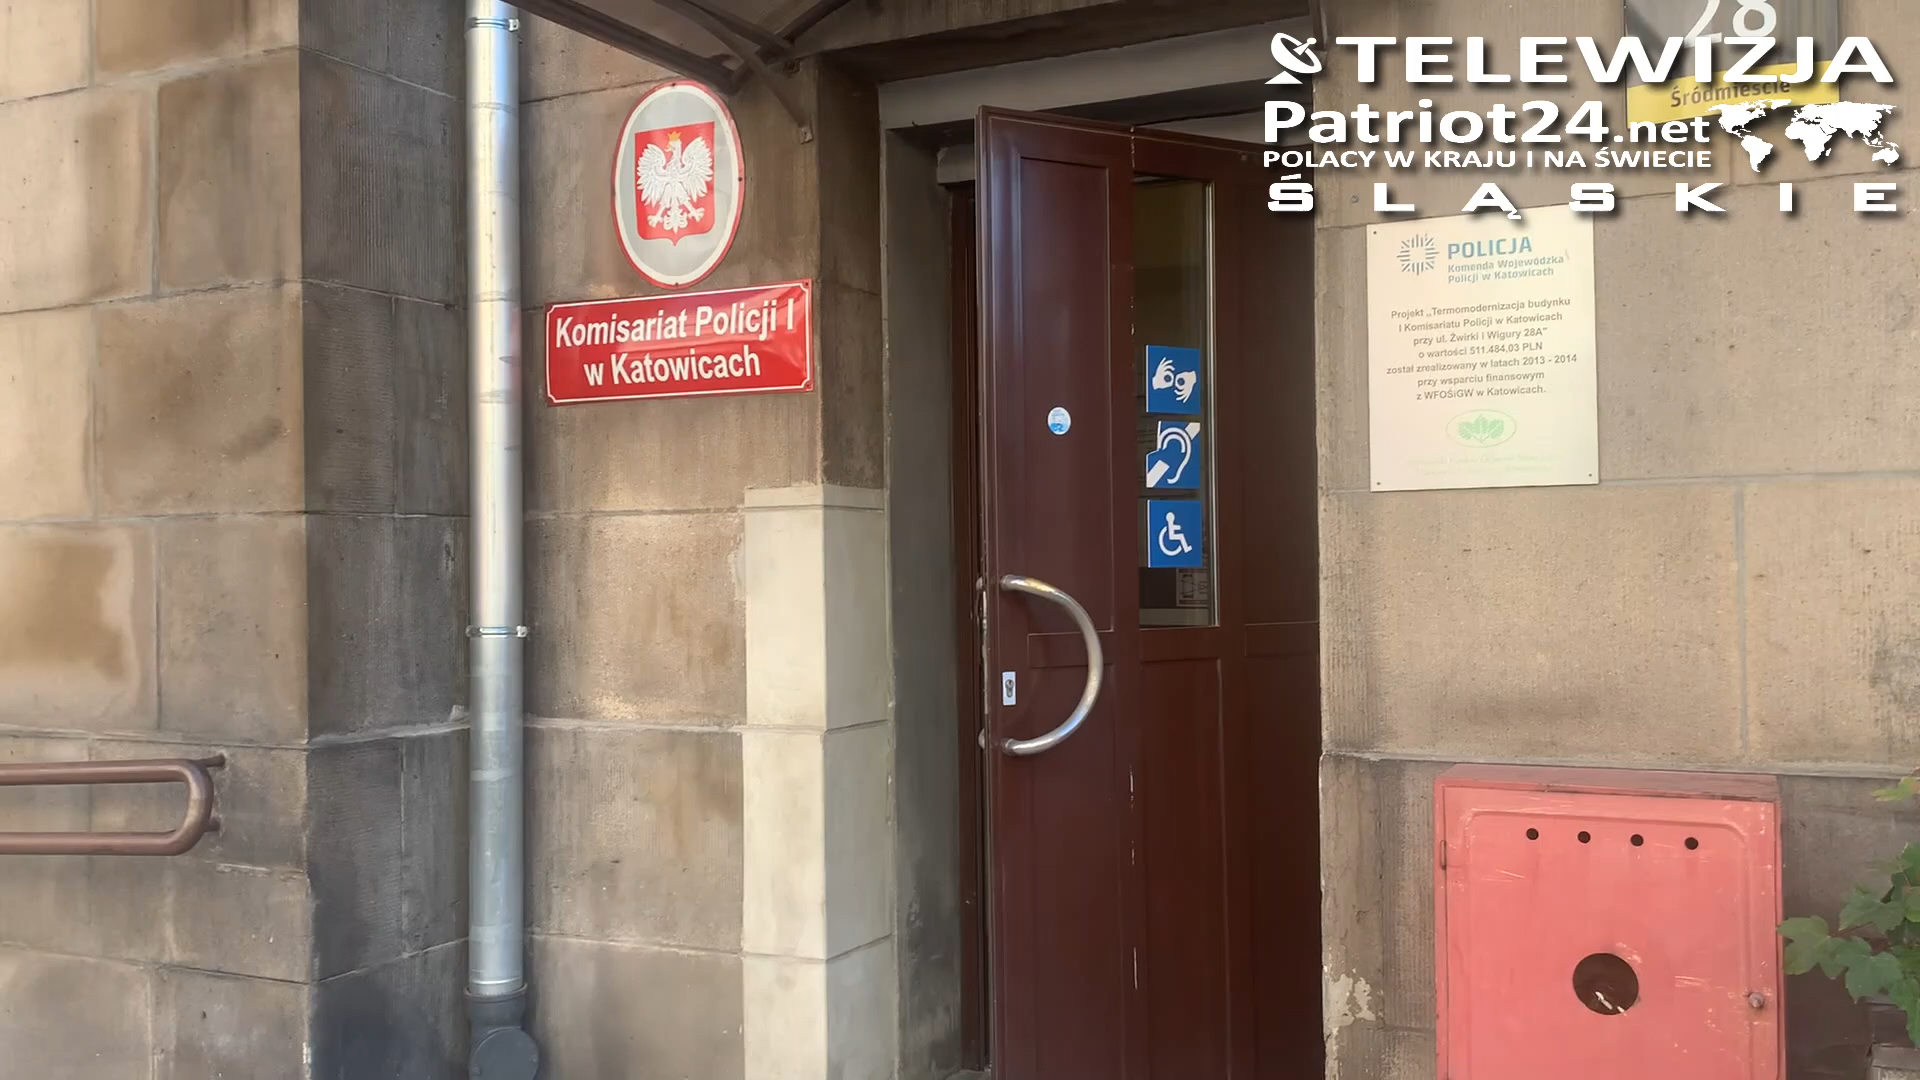 28
Śródmieście
TELEWIZJA
Patriot24.net
POLACY W KRAJU I NA ŚWIECIE
ŚLĄSKIE
Komisariat Policji I
w Katowicach
POLICJA
Komenda Wojewódzka
Policji w Katowicach
Projekt „Termomodernizacja budynku
I Komisariatu Policji w Katowicach
przy ul. Żwirki I Wigury 28A"
o wartości 511.484,03 PLN
został zrealizowany w latach 2013 - 2014
przy wsparciu finansowym
z WFOŚiGW w Katowicach.